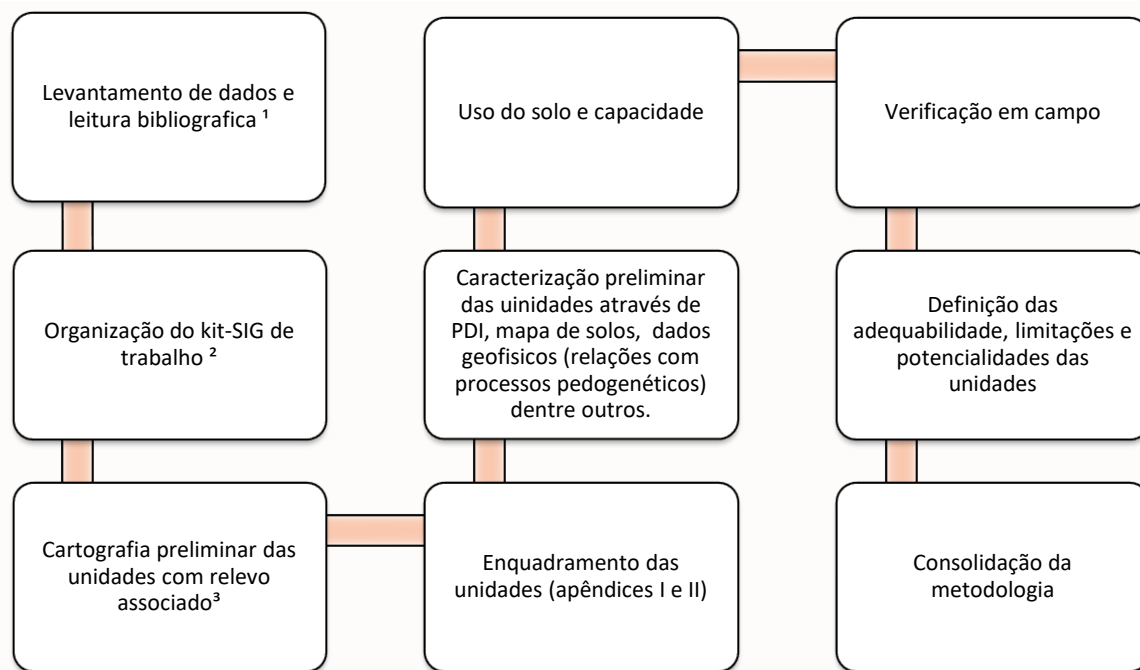 Levantamento de dados e
leitura bibliografica ¹
Organização do kit-SIG de
trabalho ²
Cartografia preliminar das
unidades com relevo
associado³
Enquadramento das
unidades (apêndices I e II)
Caracterização preliminar
das uinidades através de
PDI, mapa de solos, dados
geofisicos (relações com
processos pedogenéticos)
dentre outros.
Uso do solo e capacidade
Verificação em campo
Definição das
adequabilidade, limitações e
potencialidades das
unidades
Consolidação da
metodologia